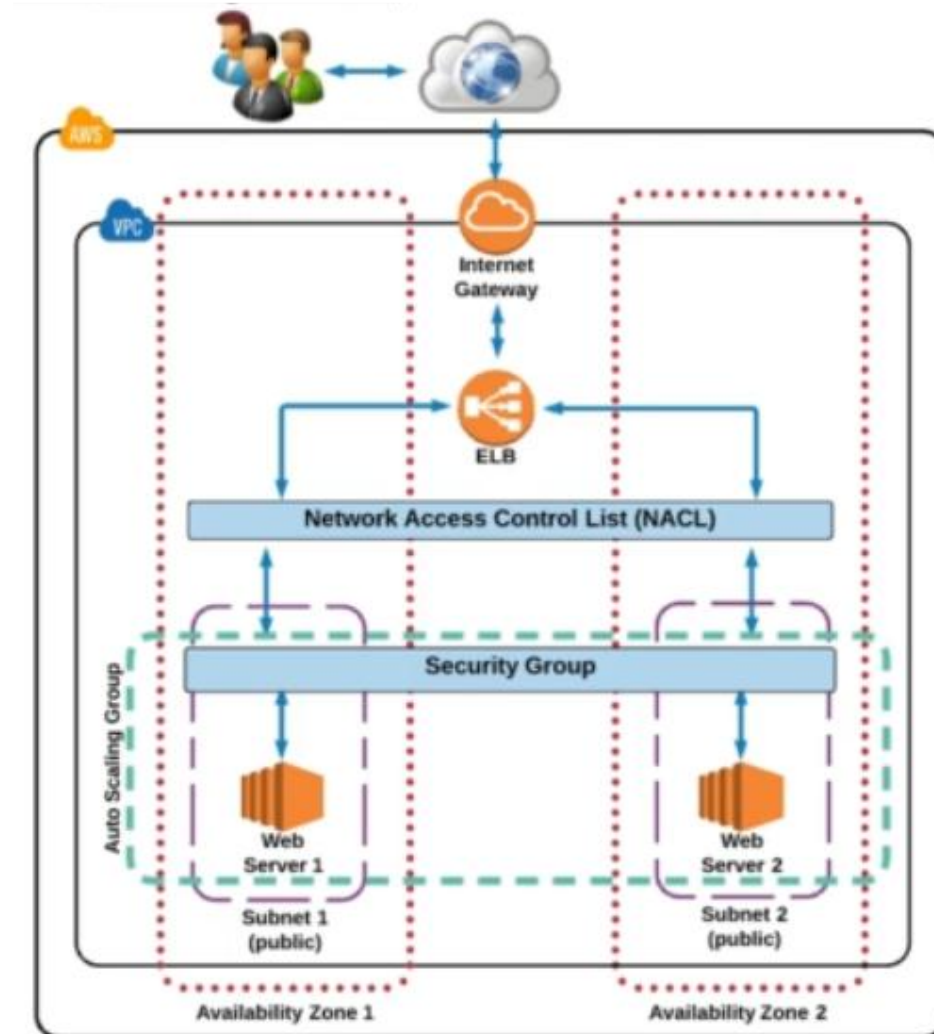 AWS
VPC
Internet
Gateway
ELB
Network Access Control List (NACL)
Security Group
Auto Scaling Group
Web
Server 1
Web
Server 2
Subnet 1
(public)
Subnet 2
(public)
Availability Zone 1
Availability Zone 2